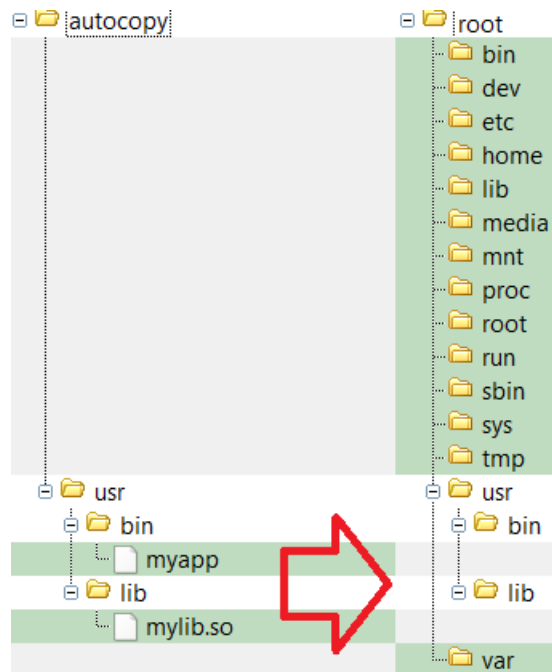 autocopy
root
bin
dev
etc
home
lib
media
mnt
proc
root
run
sbin
sys
tmp
usr
usr
bin
bin
myapp
lib
lib
mylib.so
var